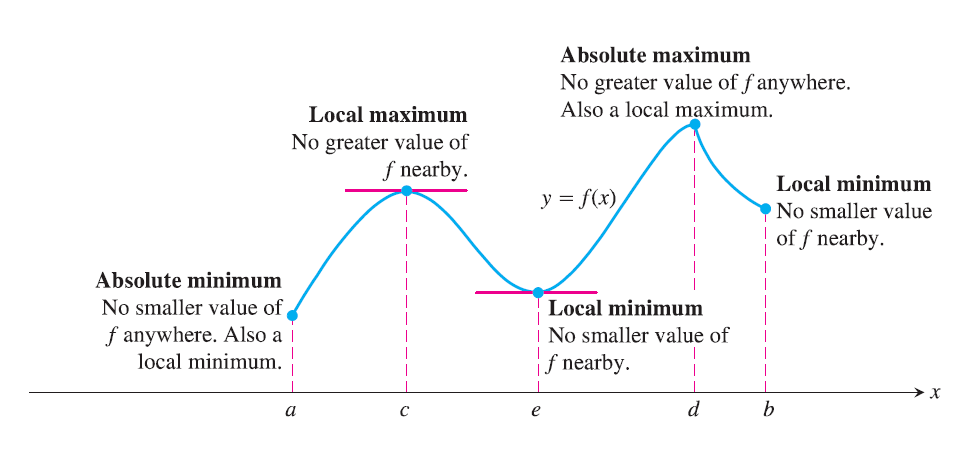 Absolute maximum
No greater value of f anywhere.
Also a local maximum.
Local maximum
No greater value of
f nearby.
Local minimum
No smaller value
of f nearby.
y = f(x)
Absolute minimum
No smaller value of
f anywhere. Also a
local minimum.
Local minimum
No smaller value of
f nearby.
x
a
c
e
d
b